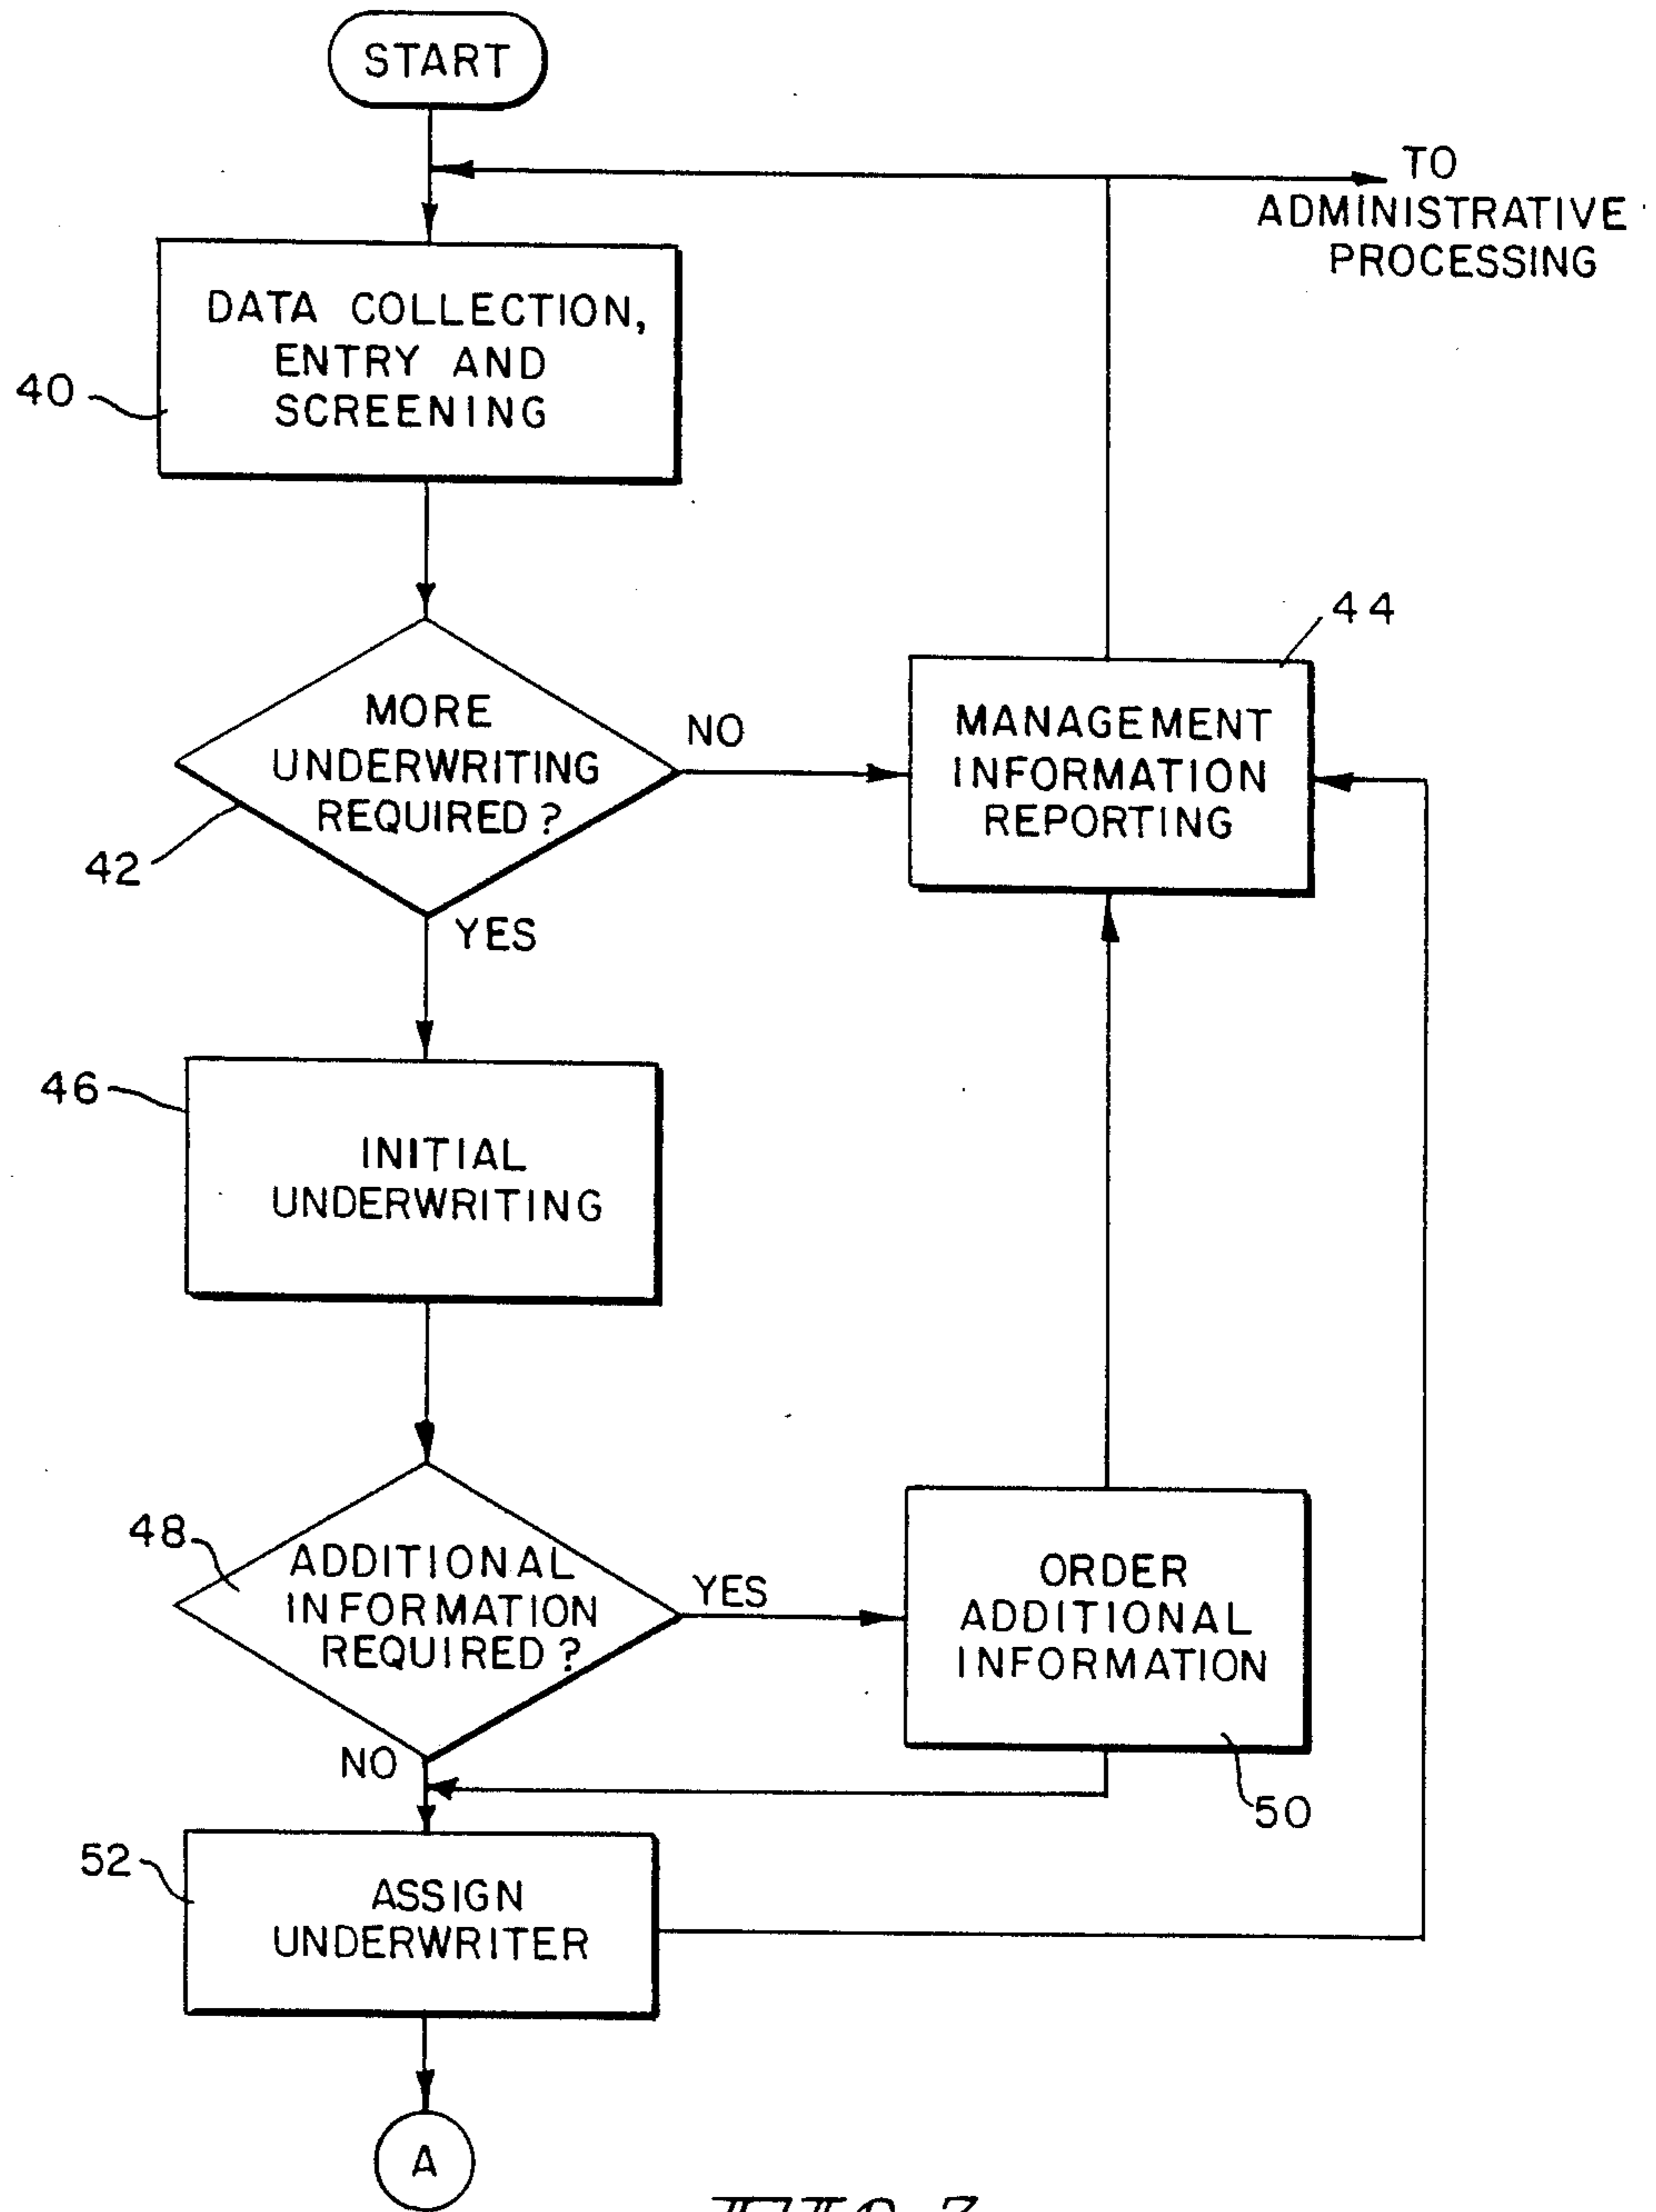 START
TO
ADMINISTRATIVE
PROCESSING
DATA COLLECTION,
ENTRY AND
SCREENING
40
44
MORE
UNDERWRITING
REQUIRED?
NO
42
YES
MANAGEMENT
INFORMATION
REPORTING
46
INITIAL
UNDERWRITING
48
ADDITIONAL
INFORMATION
REQUIRED?
YES
NO
ORDER
ADDITIONAL
INFORMATION
50
52
ASSIGN
UNDERWRITER
A